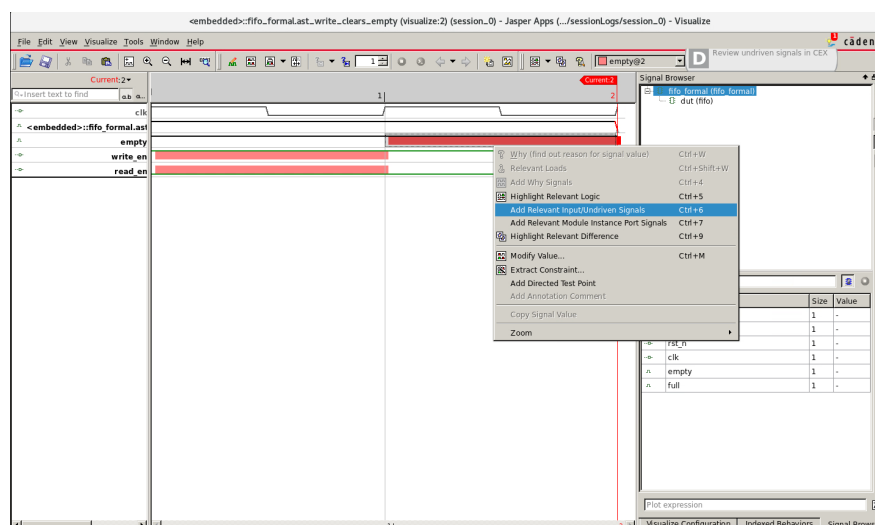 <embedded>::fifo_formal.ast_write_clears_empty (visualize:2) (session_0) - Jasper Apps (.../sessionLogs/session_0) - Visualize
File Edit View Visualize Tools Window Help
cāden
1
empty@2
Review undriven signals in CEX
Current:2
Current:2
Signal Browser
Insert text to find
1
2
fifo_formal (fifo_formal)
dut (fifo)
clk
<embedded>::fifo_formal.ast
empty
write_en
read_en
Why (find out reason for signal value) Ctrl+W
Relevant Loads Ctrl+Shift+W
Add Why Signals Ctrl+4
Highlight Relevant Logic Ctrl+5
Add Relevant Input/Undriven Signals Ctrl+6
Add Relevant Module Instance Port Signals Ctrl+7
Highlight Relevant Difference Ctrl+9
Modify Value... Ctrl+M
Extract Constraint...
Add Directed Test Point
Add Annotation Comment
Copy Signal Value
Zoom
Size Value
1 -
1 -
rst_n 1 -
clk 1 -
empty 1 -
full 1 -
Plot expression
Visualize Configuration Indexed Behaviors Signal Brow